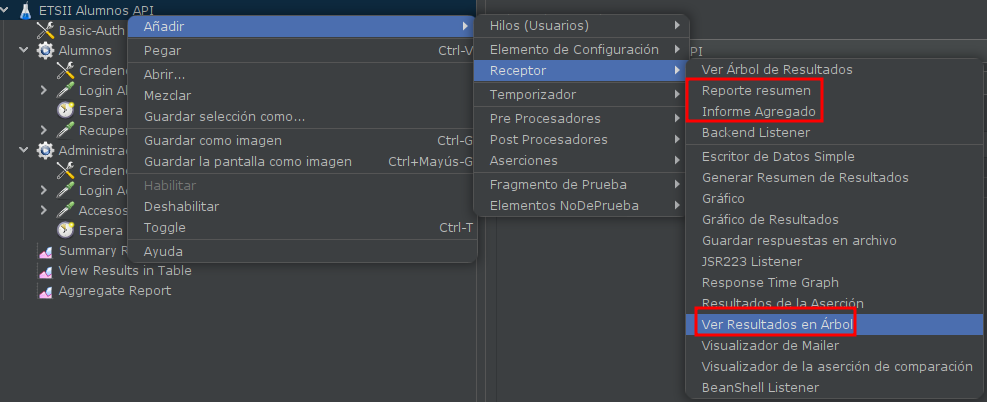 ETSII Alumnos API
Basic-Auth
Alumnos
Creden
Login Al
Espera
Recuper
Administrac
Creden
Login Ad
Accesos
Espera
Summary R
View Results in Table
Aggregate Report
Añadir
Pegar Ctrl-V
Abrir...
Mezclar
Guardar selección como...
Guardar como imagen Ctrl-G
Guardar la pantalla como imagen Ctrl+Mayús-G
Habilitar
Deshabilitar
Toggle Ctrl-T
Ayuda
Hilos (Usuarios)
Elemento de Configuración
Receptor
Temporizador
Pre Procesadores
Post Procesadores
Aserciones
Fragmento de Prueba
Elementos NoDePrueba
PI
Ver Árbol de Resultados
Reporte resumen
Informe Agregado
Backend Listener
Escritor de Datos Simple
Generar Resumen de Resultados
Gráfico
Gráfico de Resultados
Guardar respuestas en archivo
JSR223 Listener
Response Time Graph
Resultados de la Aserción
Ver Resultados en Árbol
Visualizador de Mailer
Visualizador de la aserción de comparación
BeanShell Listener